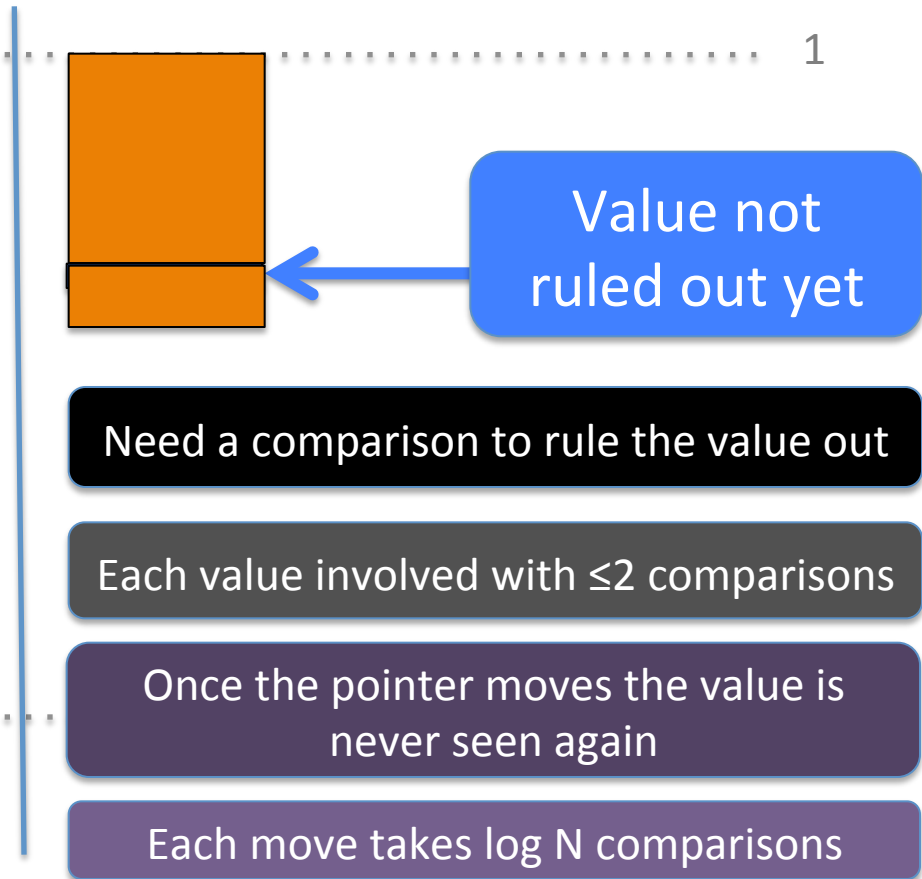 1
Value not
ruled out yet
Need a comparison to rule the value out
Each value involved with ≤2 comparisons
Once the pointer moves the value is
never seen again
Each move takes log N comparisons